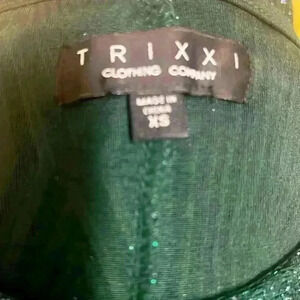 TRIXXI
CLOTHING COMPANY
MADE IN
CHINA
XS